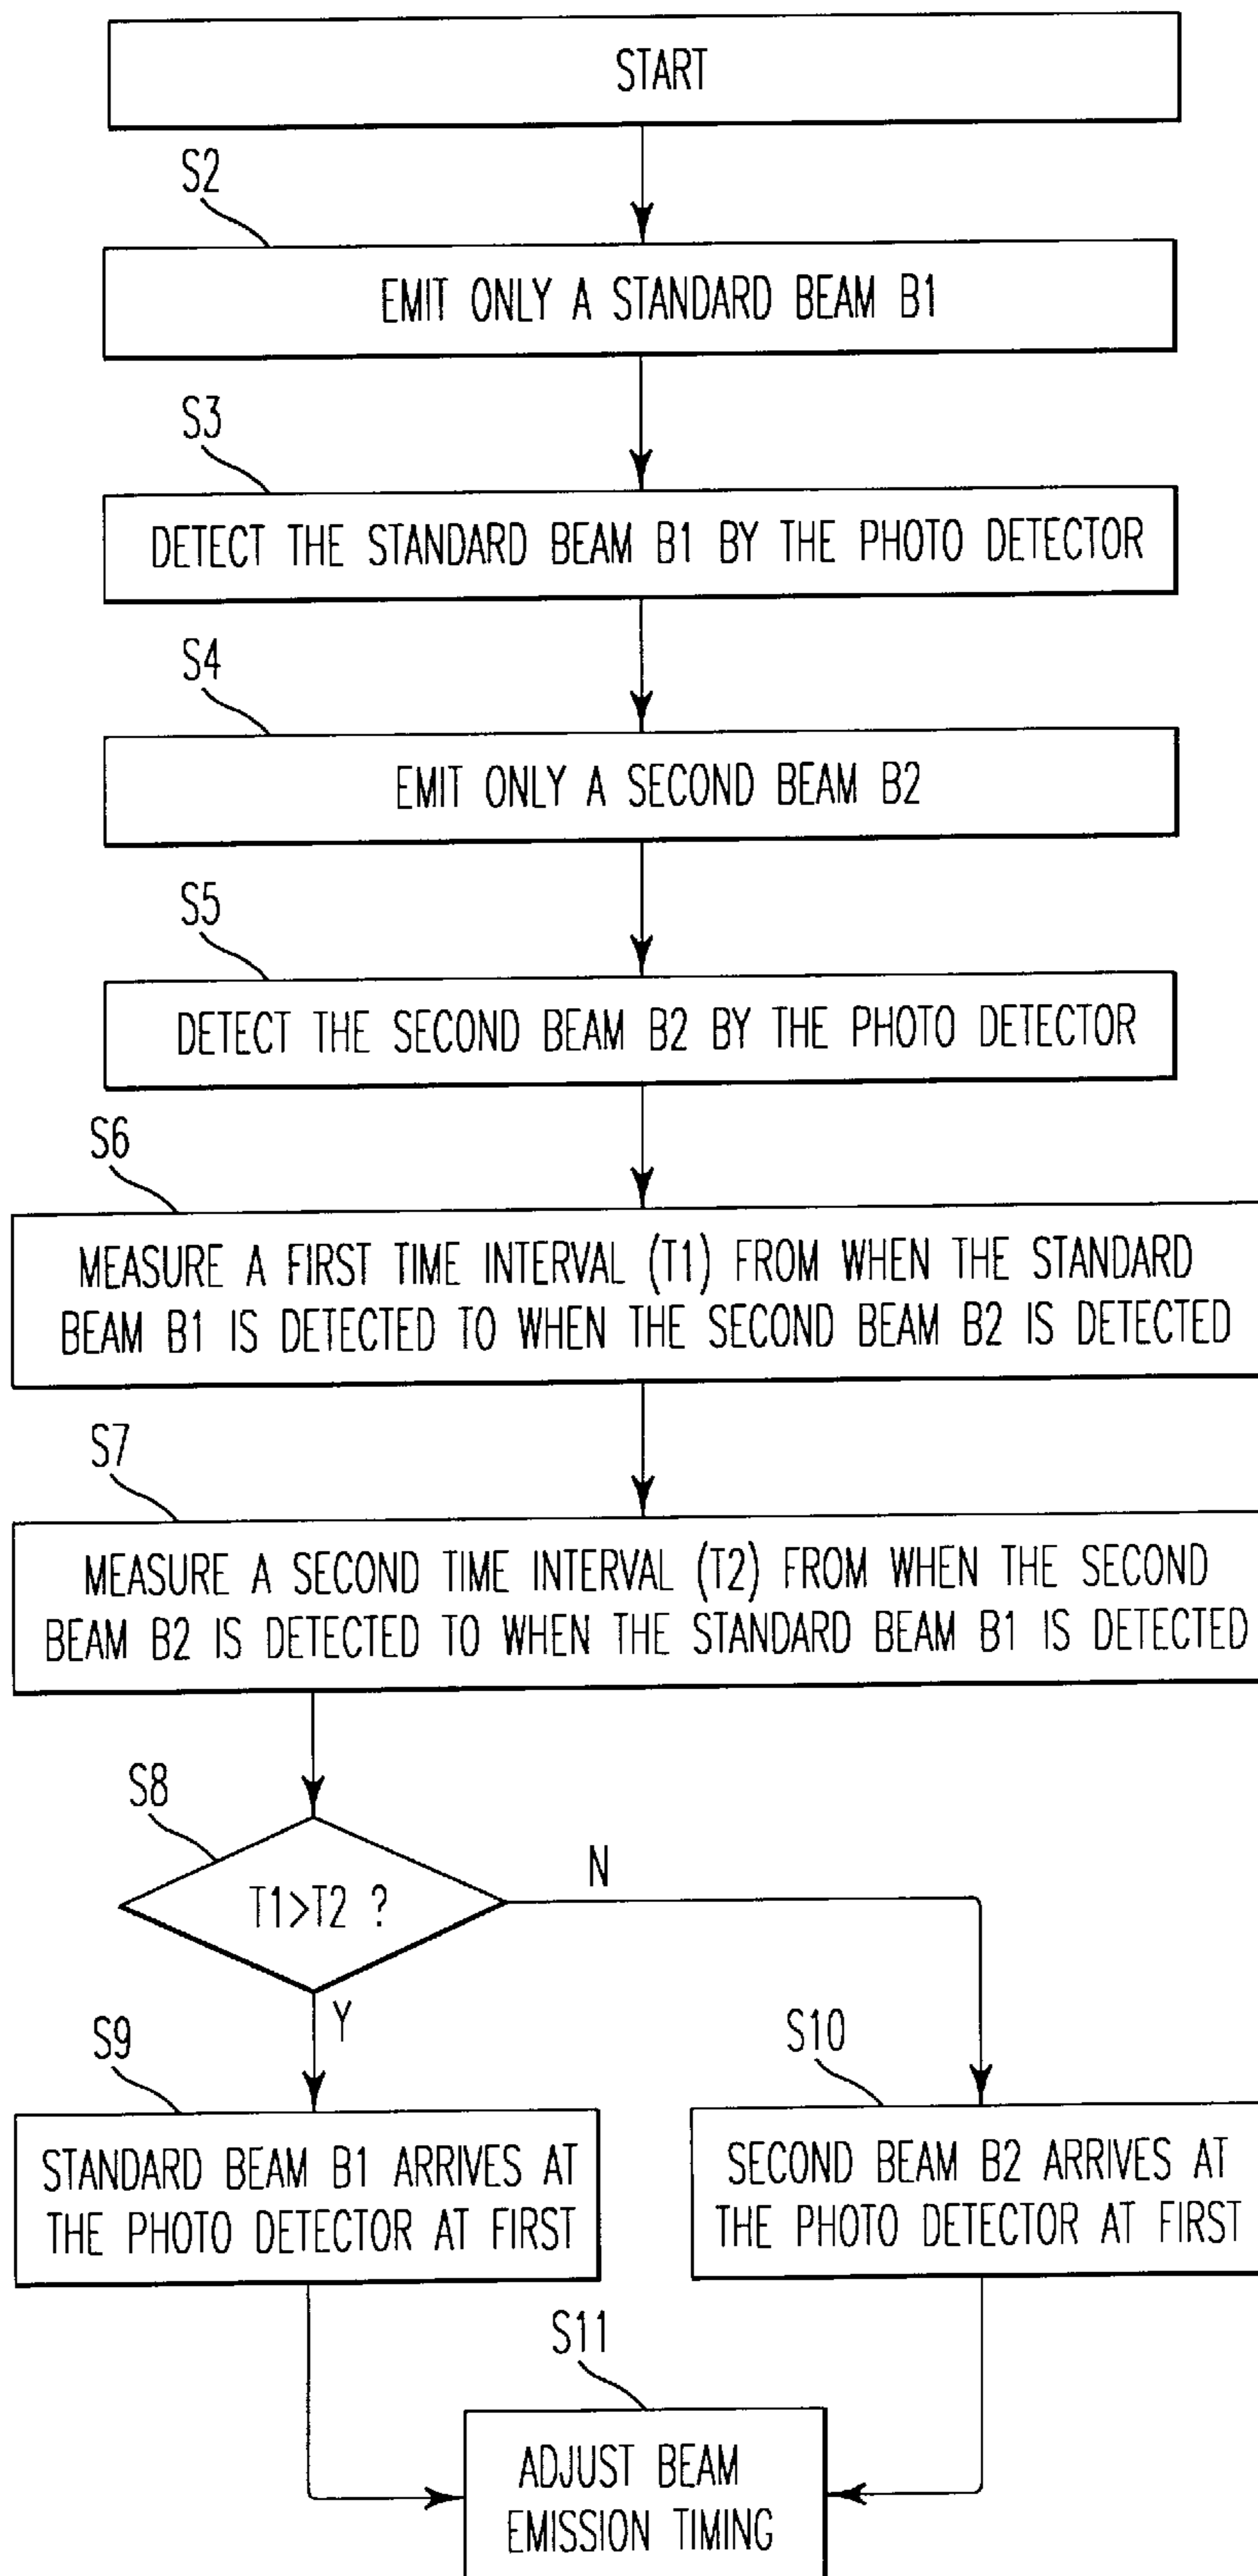 START
S2
EMIT ONLY A STANDARD BEAM B1
S3
DETECT THE STANDARD BEAM B1 BY THE PHOTO DETECTOR
S4
EMIT ONLY A SECOND BEAM B2
S5
DETECT THE SECOND BEAM B2 BY THE PHOTO DETECTOR
S6
MEASURE A FIRST TIME INTERVAL (T1) FROM WHEN THE STANDARD
BEAM B1 IS DETECTED TO WHEN THE SECOND BEAM B2 IS DETECTED
S7
MEASURE A SECOND TIME INTERVAL (T2) FROM WHEN THE SECOND
BEAM B2 IS DETECTED TO WHEN THE STANDARD BEAM B1 IS DETECTED
S8
T1>T2 ?
N
Y
S9
STANDARD BEAM B1 ARRIVES AT
THE PHOTO DETECTOR AT FIRST
S10
SECOND BEAM B2 ARRIVES AT
THE PHOTO DETECTOR AT FIRST
S11
ADJUST BEAM
EMISSION TIMING